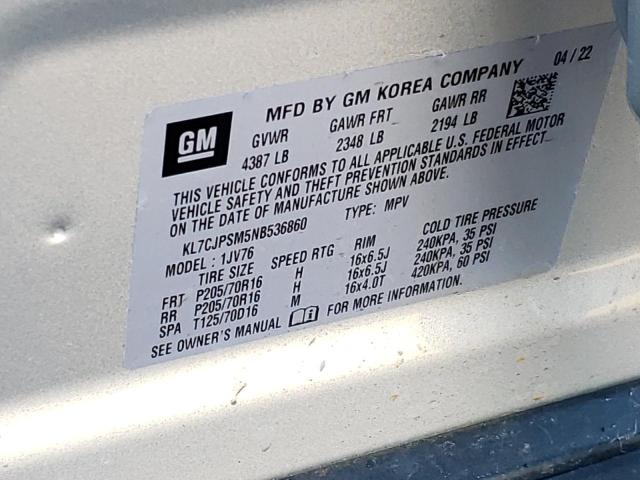 GM
MFD BY GM KOREA COMPANY 04 / 22
GVWR GAWR FRT GAWR RR
4387 LB 2348 LB 2194 LB
THIS VEHICLE CONFORMS TO ALL APPLICABLE U.S. FEDERAL MOTOR
VEHICLE SAFETY AND THEFT PREVENTION STANDARDS IN EFFECT
ON THE DATE OF MANUFACTURE SHOWN ABOVE.
KL7CJPSM5NB536860 TYPE: MPV
MODEL : 1JV76
TIRE SIZE SPEED RTG RIM COLD TIRE PRESSURE
FRT P205/70R16 H 16x6.5J 240KPA, 35 PSI
RR P205/70R16 H 16x6.5J 240KPA, 35 PSI
SPA T125/70D16 M 16x4.0T 420KPA, 60 PSI
SEE OWNER'S MANUAL FOR MORE INFORMATION.